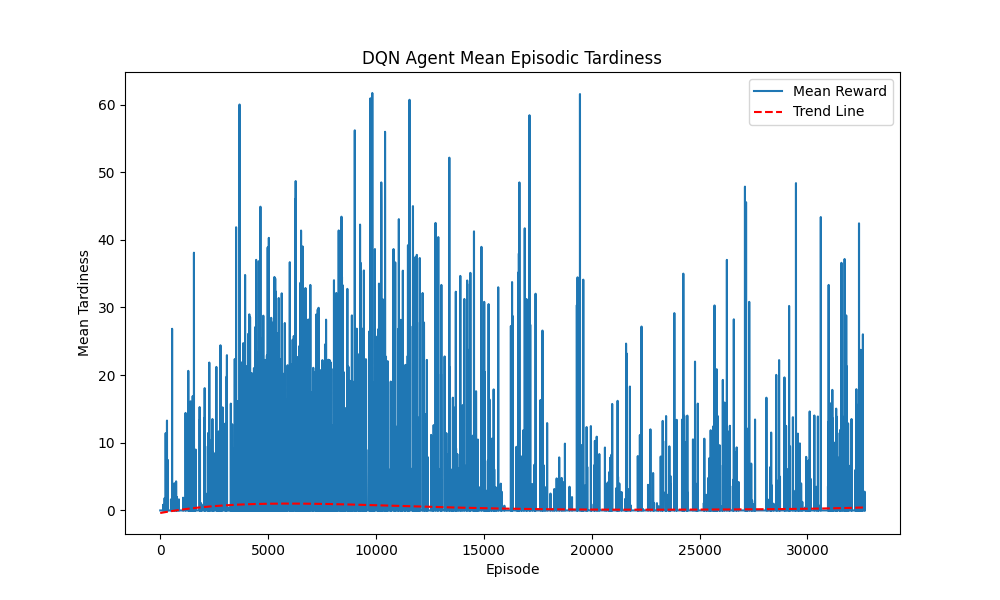 DQN Agent Mean Episodic Tardiness
Mean Reward
Trend Line
60
50
40
30
20
10
0
Mean Tardiness
0 5000 10000 15000 20000 25000 30000
Episode